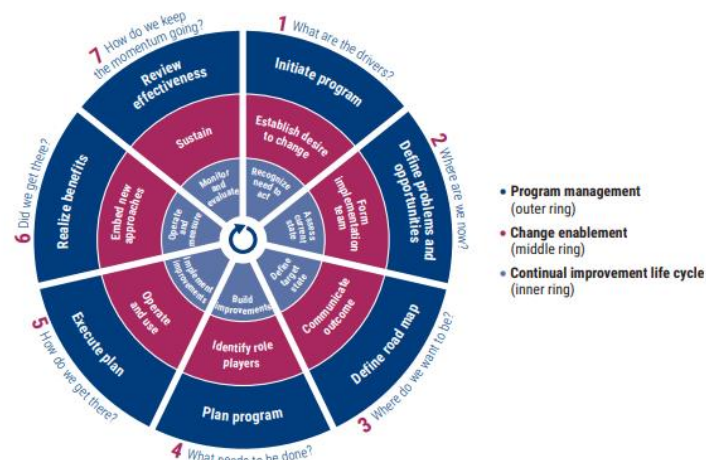 1 What are the drivers?
Initiate program
Establish desire
to change
Recognize
need to
act
2 Where are we now?
Define problems and
opportunities
Form
implementation
team
Assess
current
state
3 Where do we want to be?
Define road map
Communicate
outcome
Define
target
state
4 What needs to be done?
Plan program
Identify role
players
Build
improvements
5 How do we get there?
Execute plan
Operate
and use
Implement
improvements
6 Did we get there?
Realize benefits
Embed new
approaches
Operate
and
measure
7 How do we keep
the momentum going?
Review
effectiveness
Sustain
Monitor
and
evaluate
• Program management
(outer ring)
• Change enablement
(middle ring)
• Continual improvement life cycle
(inner ring)